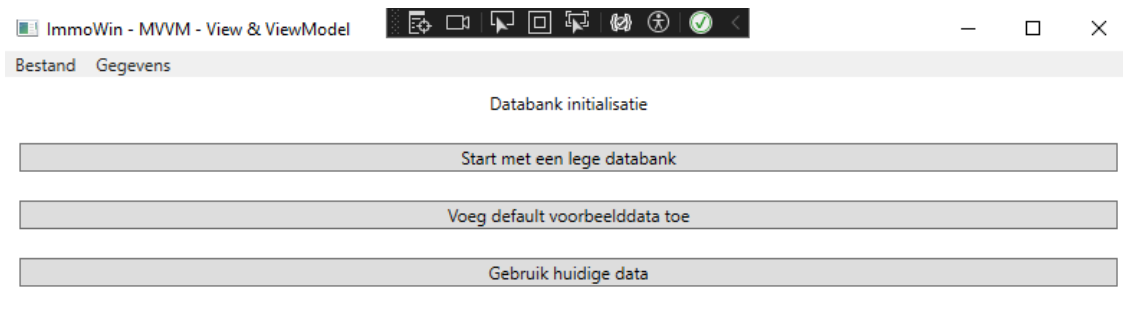 ImmoWin - MVVM - View & ViewModel
Bestand Gegevens
Databank initialisatie
Start met een lege databank
Voeg default voorbeelddata toe
Gebruik huidige data